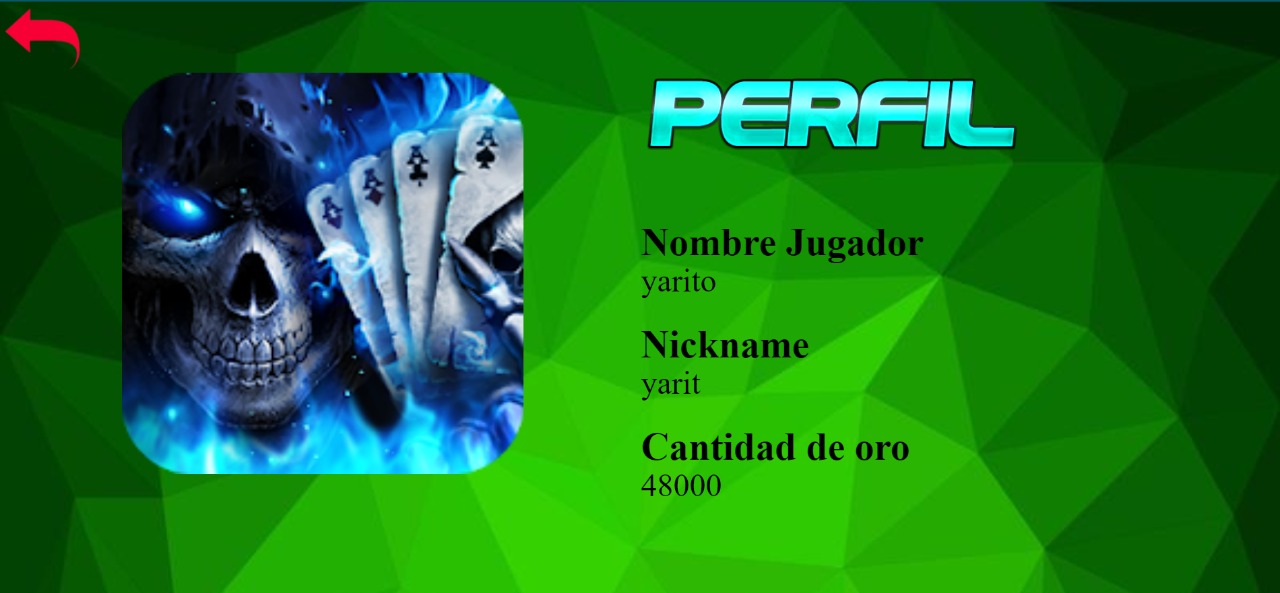 PERFIL
Nombre Jugador
yarito
Nickname
yarit
Cantidad de oro
48000
A
A
A
A